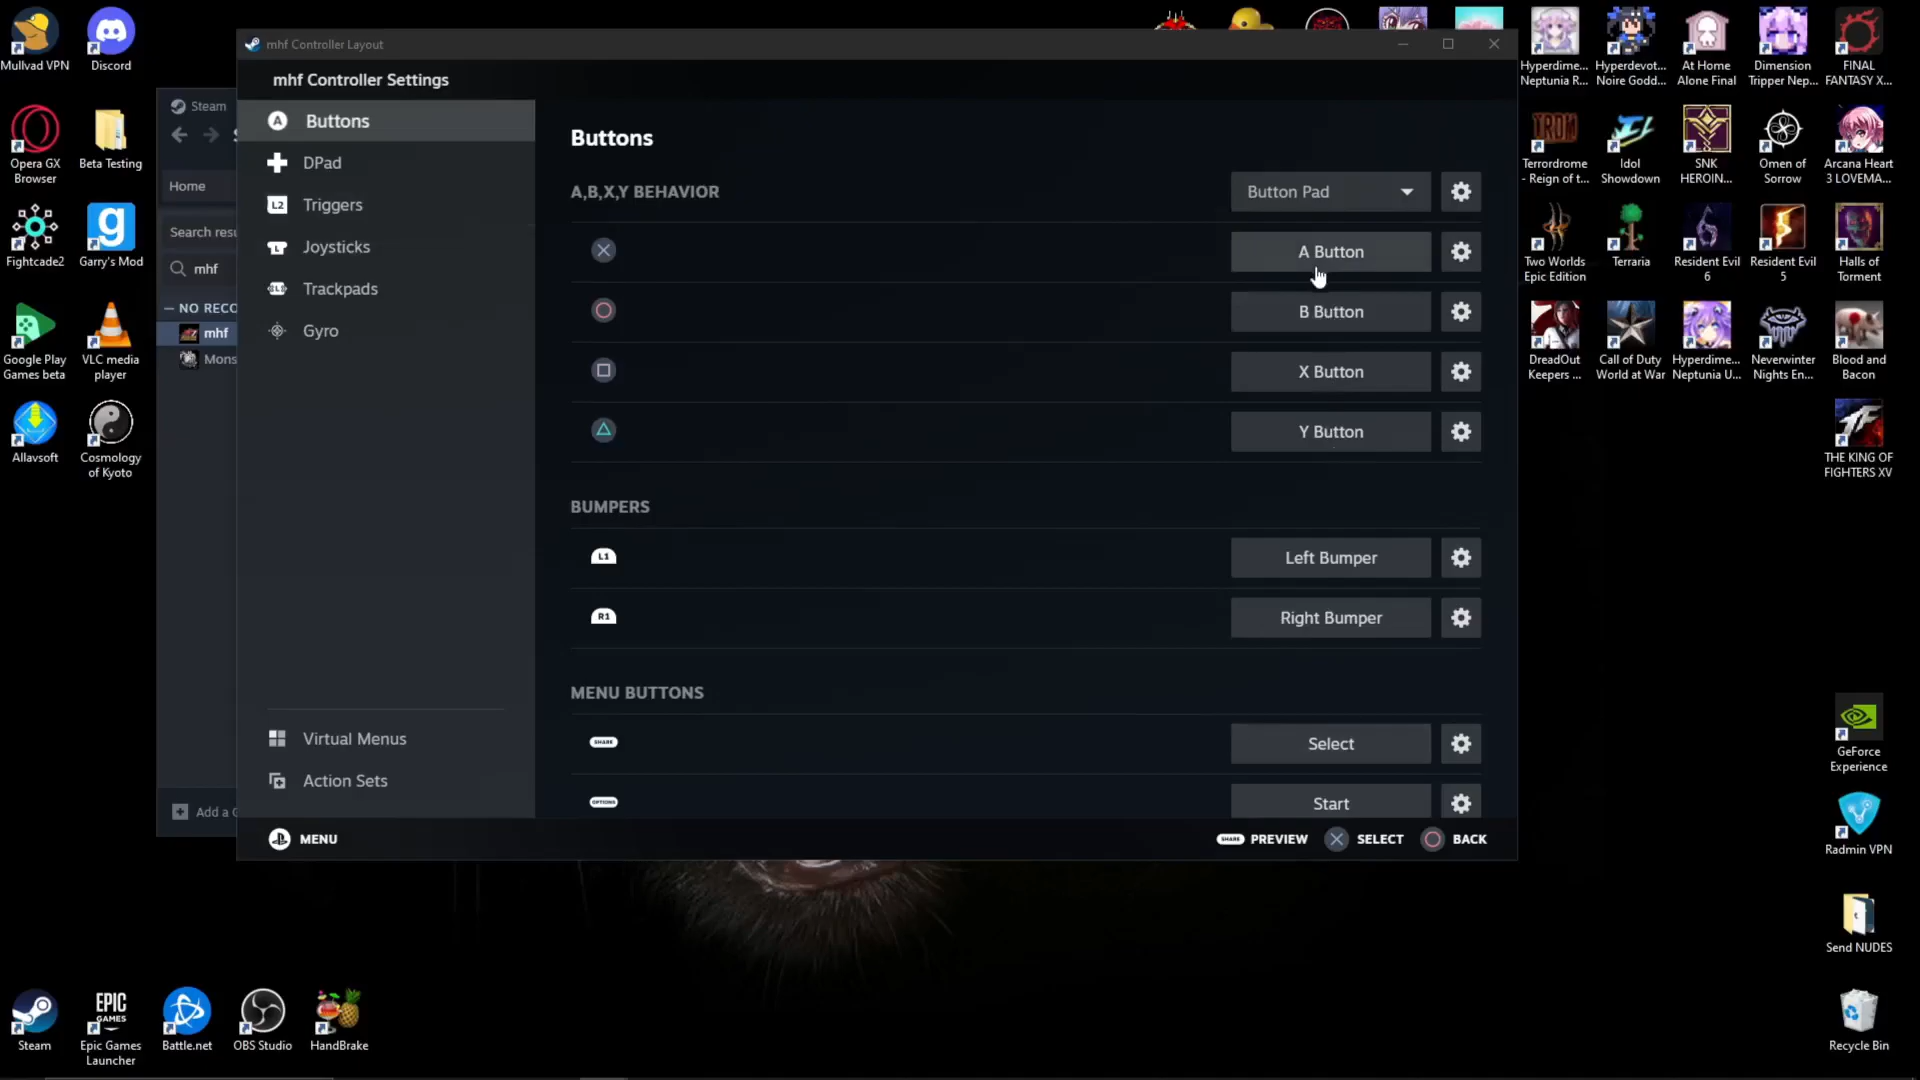 mhf Controller Layout
mhf Controller Settings
Buttons
DPad
Triggers
Joysticks
Trackpads
Gyro
Virtual Menus
Action Sets
MENU
Buttons
A,B,X,Y BEHAVIOR
Button Pad
A Button
B Button
X Button
Y Button
BUMPERS
L1
Left Bumper
R1
Right Bumper
MENU BUTTONS
SHARE
Select
OPTIONS
Start
SHARE PREVIEW
SELECT
BACK
Steam
Home
Search resu
mhf
NO RECO
mhf
Mons
Add a G
Mullvad VPN
Discord
Opera GX
Browser
Beta Testing
Fightcade2
Garry's Mod
Google Play
Games beta
VLC media
player
Allavsoft
Cosmology
of Kyoto
Steam
EPIC
GAMES
Epic Games
Launcher
Battle.net
OBS Studio
HandBrake
Hyperdime...
Neptunia R...
Hyperdevot...
Noire Godd...
At Home
Alone Final
Dimension
Tripper Nep...
FINAL
FANTASY X...
TRDM
Terrordrome
- Reign of t...
Idol
Showdown
SNK
HEROIN...
Omen of
Sorrow
Arcana Heart
3 LOVEMA...
Two Worlds
Epic Edition
Terraria
Resident Evil
6
Resident Evil
5
Halls of
Torment
DreadOut
Keepers ...
Call of Duty
World at War
Hyperdime...
Neptunia U...
Neverwinter
Nights En...
Blood and
Bacon
THE KING OF
FIGHTERS XV
GeForce
Experience
Radmin VPN
Send NUDES
Recycle Bin